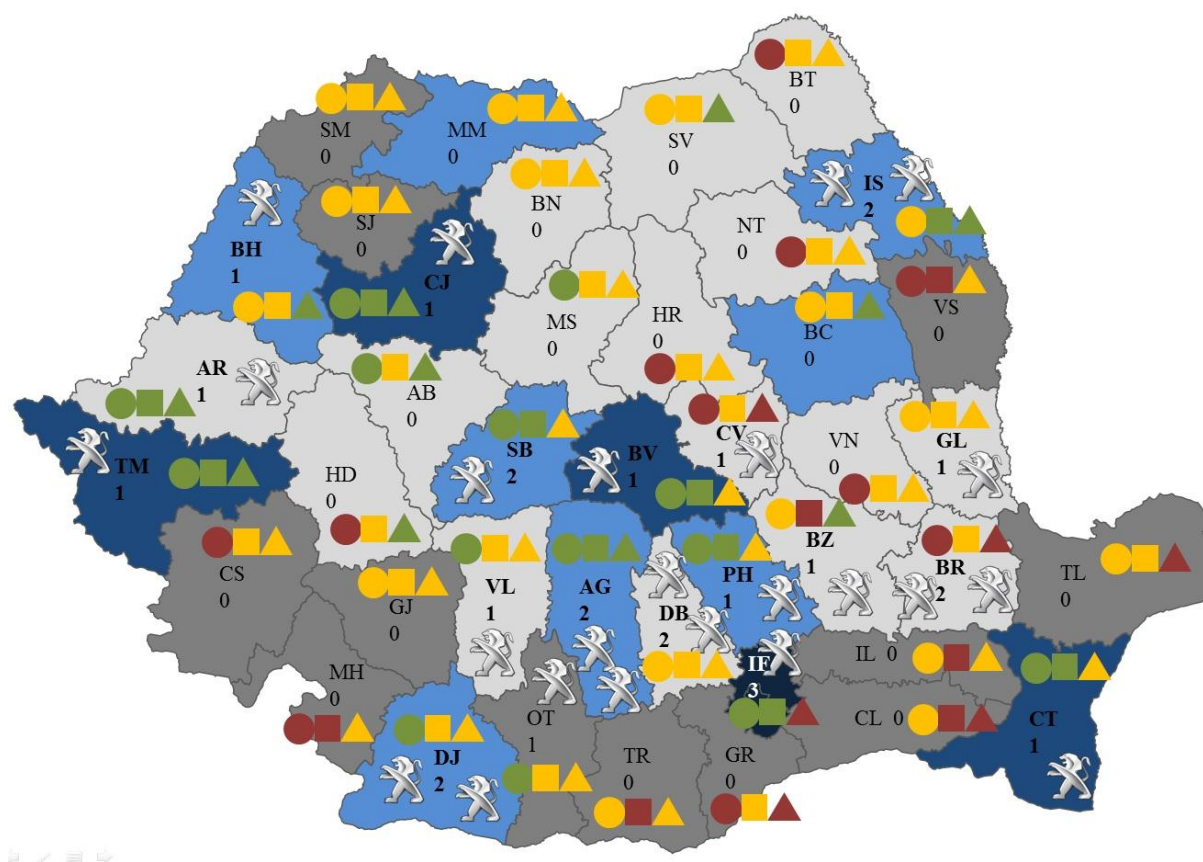 BT
0
SM
0
MM
0
SV
0
BN
0
IS
2
SJ
0
NT
0
BH
1
CJ
1
VS
0
MS
0
HR
0
BC
0
AR
1
AB
0
TM
1
HD
0
SB
2
BV
1
CV
1
VN
0
GL
1
CS
0
GJ
0
VL
1
AG
2
DB
2
PH
1
BZ
1
BR
2
TL
0
MH
0
IF
3
IL 0
OT
1
CL 0
CT
1
DJ
2
TR
0
GR
0